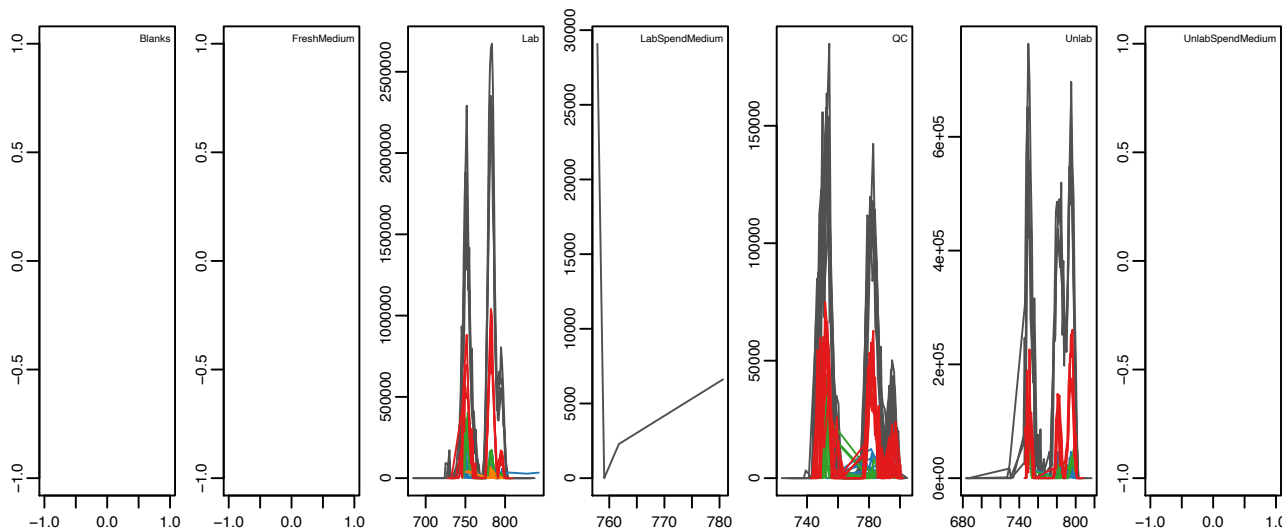 Blanks
1.0
0.5
0.0
−0.5
−1.0
−1.0 0.0 1.0
FreshMedium
1.0
0.5
0.0
−0.5
−1.0
−1.0 0.0 1.0
Lab
2500000
2000000
1500000
1000000
500000
0
700 750 800
LabSpendMedium
30000
25000
20000
15000
10000
5000
0
760 770 780
QC
150000
100000
50000
0
740 780
Unlab
6e+05
4e+05
2e+05
0e+00
680 740 800
UnlabSpendMedium
1.0
0.5
0.0
−0.5
−1.0
−1.0 0.0 1.0